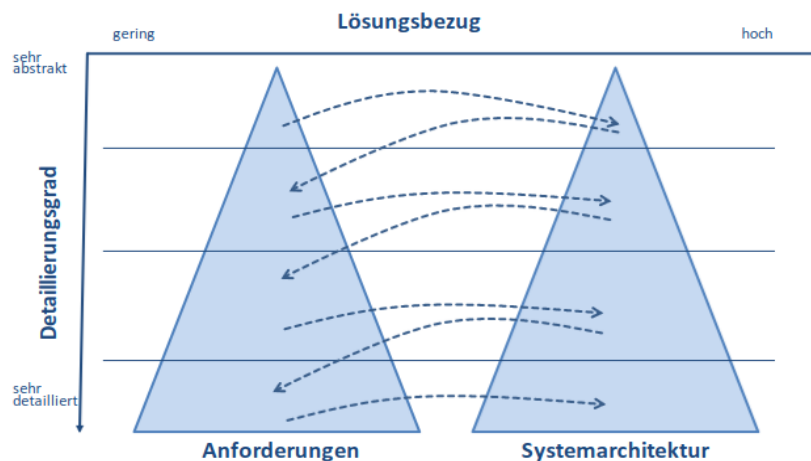 Lösungsbezug
gering
hoch
sehr
abstrakt
Detaillierungsgrad
sehr
detailliert
Anforderungen
Systemarchitektur